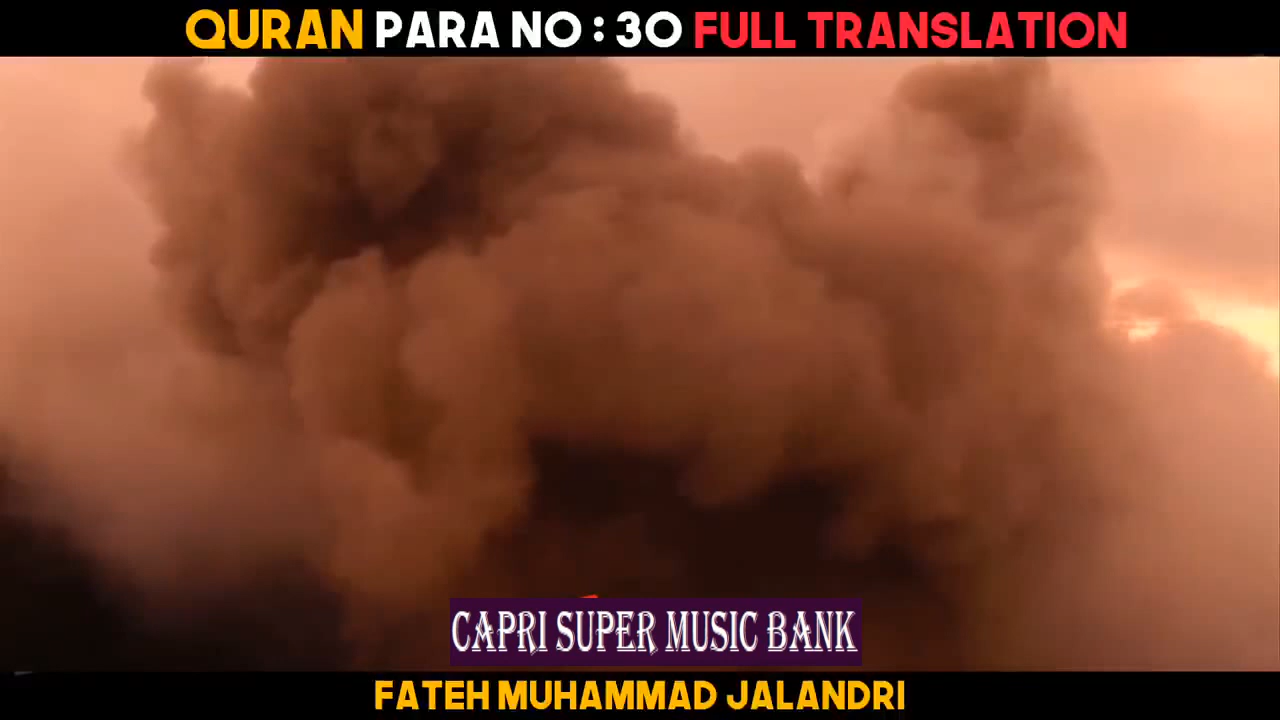 QURAN PARA NO : 30 FULL TRANSLATION
CAPRI SUPER MUSIC BANK
FATEH MUHAMMAD JALANDRI